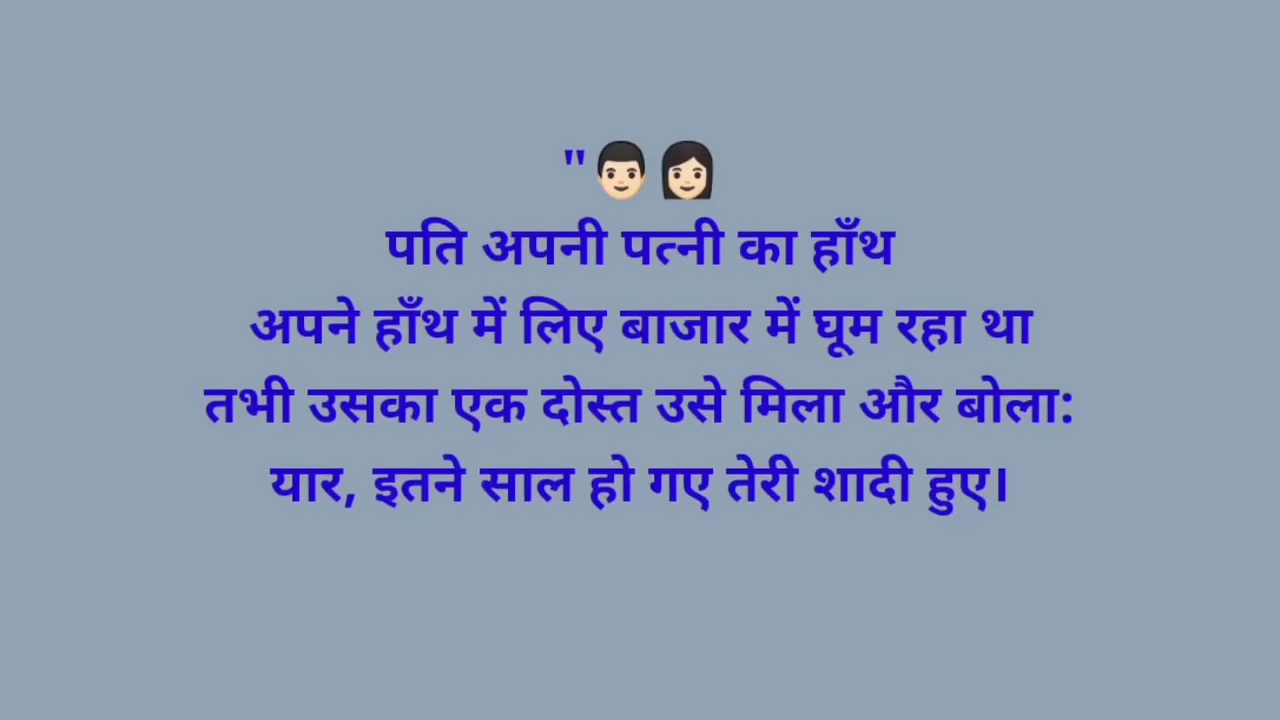 "👨🏻👩🏻
पति अपनी पत्नी का हाँथ
अपने हाँथ में लिए बाजार में घूम रहा था
तभी उसका एक दोस्त उसे मिला और बोला:
यार, इतने साल हो गए तेरी शादी हुए।